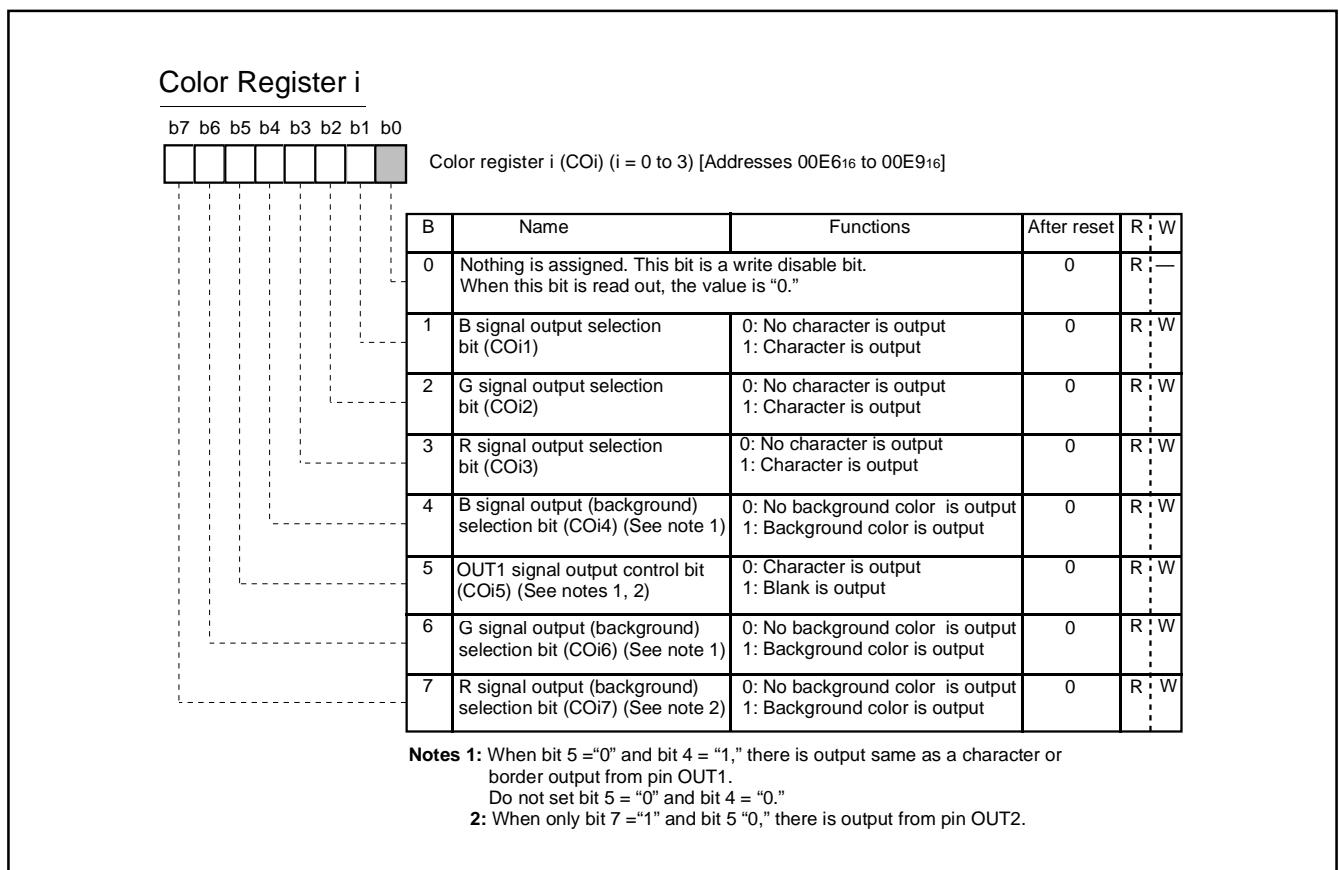 Color Register i
b7 b6 b5 b4 b3 b2 b1 b0
Color register i (COi) (i = 0 to 3) [Addresses 00E616 to 00E916]
B Name Functions After reset R W
0 Nothing is assigned. This bit is a write disable bit. 0 R —
When this bit is read out, the value is “0.”
1 B signal output selection 0: No character is output 0 R W
bit (COi1) 1: Character is output
2 G signal output selection 0: No character is output 0 R W
bit (COi2) 1: Character is output
3 R signal output selection 0: No character is output 0 R W
bit (COi3) 1: Character is output
4 B signal output (background) 0: No background color is output 0 R W
selection bit (COi4) (See note 1) 1: Background color is output
5 OUT1 signal output control bit 0: Character is output 0 R W
(COi5) (See notes 1, 2) 1: Blank is output
6 G signal output (background) 0: No background color is output 0 R W
selection bit (COi6) (See note 1) 1: Background color is output
7 R signal output (background) 0: No background color is output 0 R W
selection bit (COi7) (See note 2) 1: Background color is output
Notes 1: When bit 5 =“0” and bit 4 = “1,” there is output same as a character or
border output from pin OUT1.
Do not set bit 5 = “0” and bit 4 = “0.”
2: When only bit 7 =“1” and bit 5 “0,” there is output from pin OUT2.